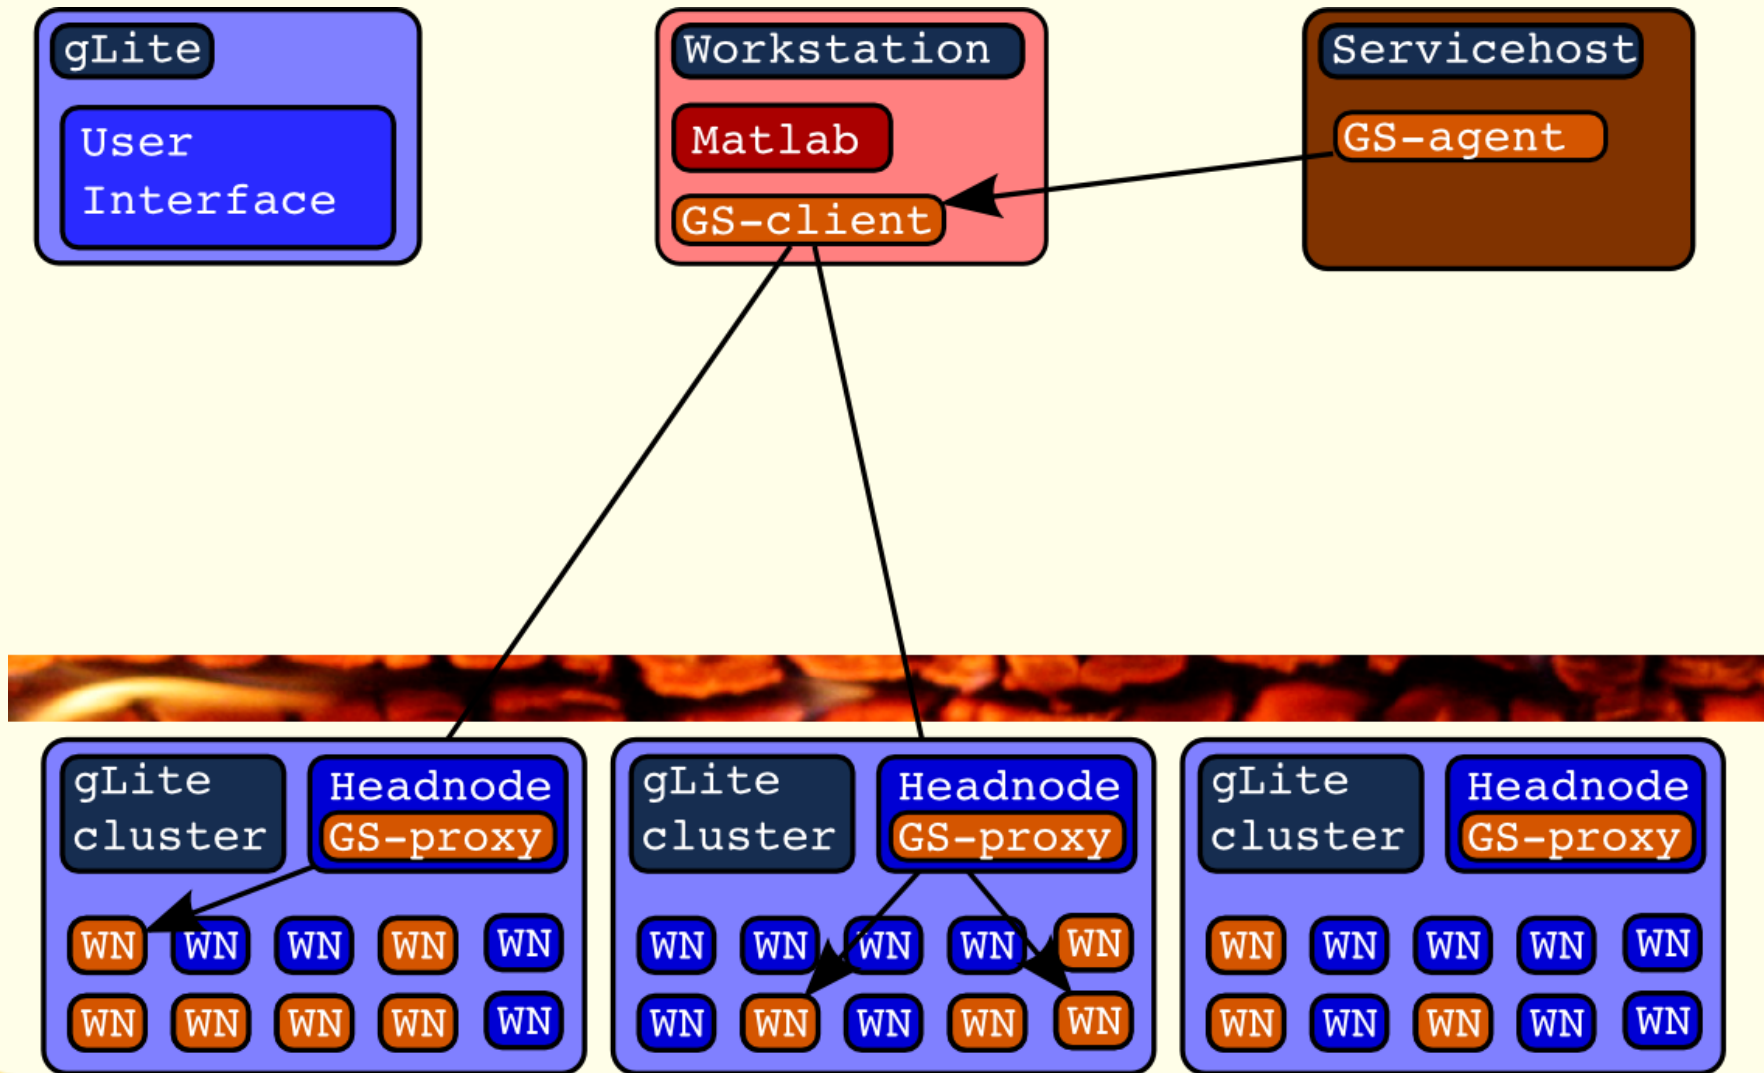 gLite
User
Interface
Workstation
Matlab
GS-client
Servicehost
GS-agent
gLite
cluster
Headnode
GS-proxy
WN WN WN WN WN
WN WN WN WN WN
gLite
cluster
Headnode
GS-proxy
WN WN WN WN WN
WN WN WN WN WN
gLite
cluster
Headnode
GS-proxy
WN WN WN WN WN
WN WN WN WN WN